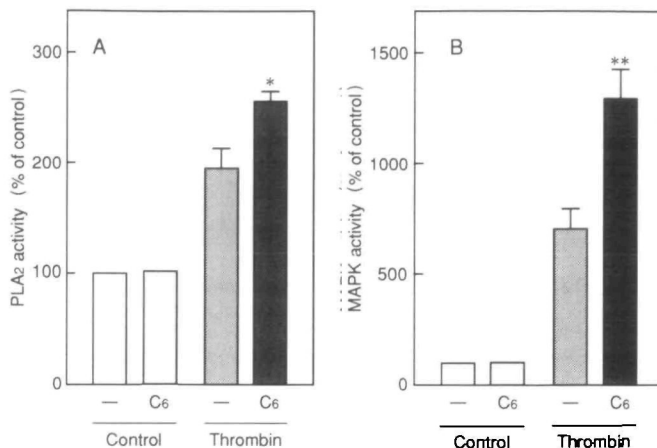 A
PLA2 activity (% of control)
300
200
100
0
*
— C6 — C6
Control Thrombin
B
MAPK activity (% of control)
1500
1000
500
0
**
— C6 — C6
Control Thrombin